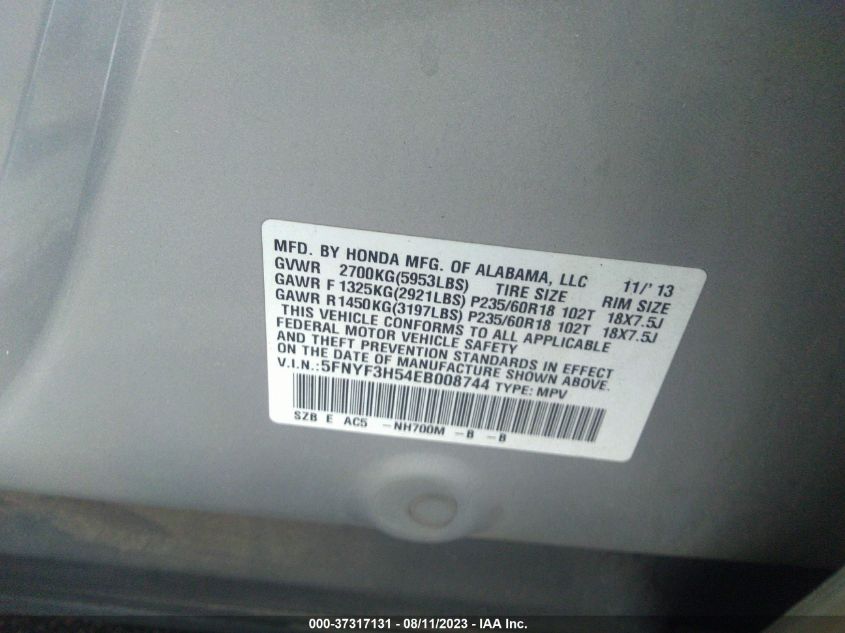 MFD. BY HONDA MFG. OF ALABAMA, LLC 11/'13
GVWR 2700KG(5953LBS) TIRE SIZE RIM SIZE
GAWR F 1325KG(2921LBS) P235/60R18 102T 18X7.5J
GAWR R1450KG(3197LBS) P235/60R18 102T 18X7.5J
THIS VEHICLE CONFORMS TO ALL APPLICABLE
FEDERAL MOTOR VEHICLE SAFETY
AND THEFT PREVENTION STANDARDS IN EFFECT
ON THE DATE OF MANUFACTURE SHOWN ABOVE.
V.I.N.:5FNYF3H54EB008744 TYPE: MPV
SZB E AC5 -NH700M -B -B
000-37317131 - 08/11/2023 - IAA Inc.